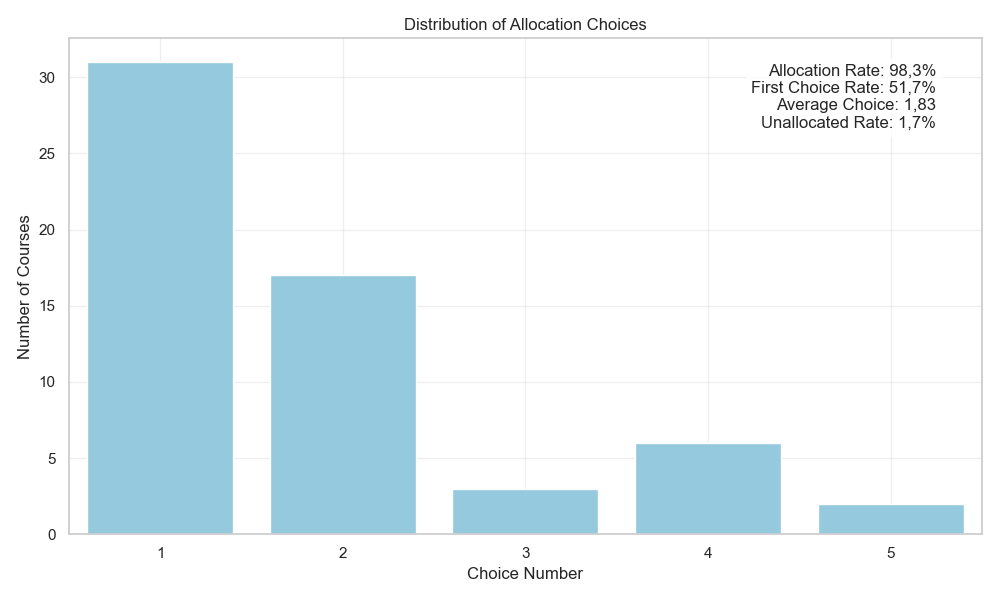 Distribution of Allocation Choices
Allocation Rate: 98,3%
First Choice Rate: 51,7%
Average Choice: 1,83
Unallocated Rate: 1,7%
Number of Courses
30
25
20
15
10
5
0
1 2 3 4 5
Choice Number